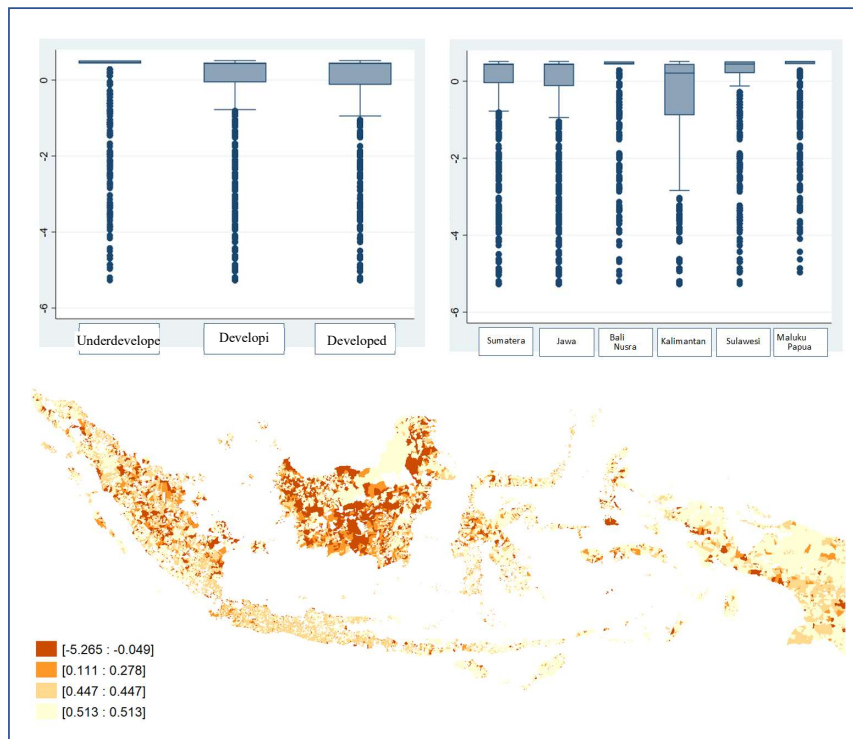 0
-2
-4
-6
Underdevelope
Developi
Developed
0
-2
-4
-6
Sumatera
Jawa
Bali
Nusra
Kalimantan
Sulawesi
Maluku
Papua
[-5.265 : -0.049]
[0.111 : 0.278]
[0.447 : 0.447]
[0.513 : 0.513]